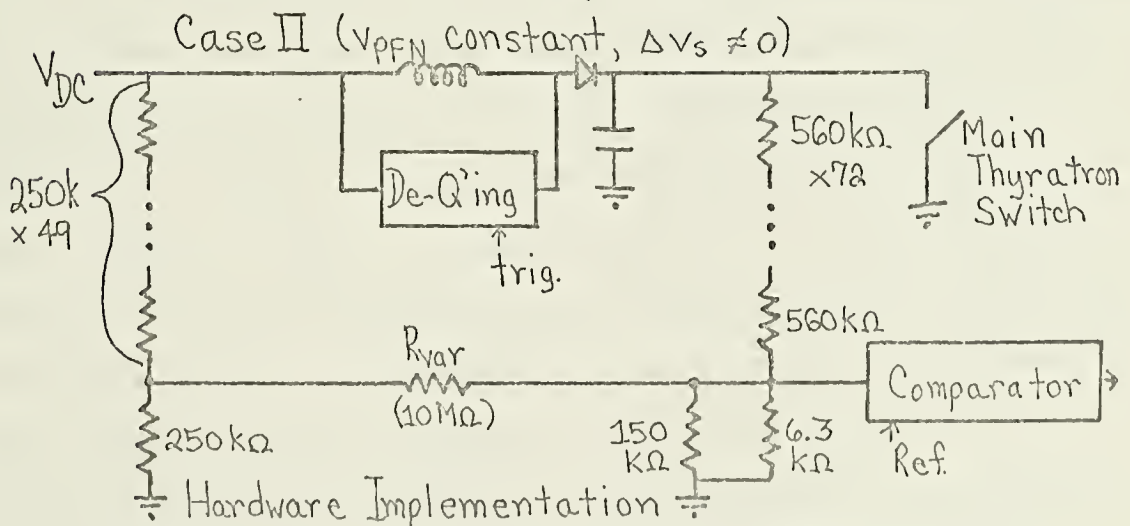 Case II (VPFN constant, ΔVs ≠ 0)
VDC
250k
x 49
De-Q'ing
trig.
560kΩ
x72
Main
Thyratron
Switch
560kΩ
Rvar
(10MΩ)
Comparator
250kΩ
150
kΩ
6.3
kΩ
Ref.
Hardware Implementation